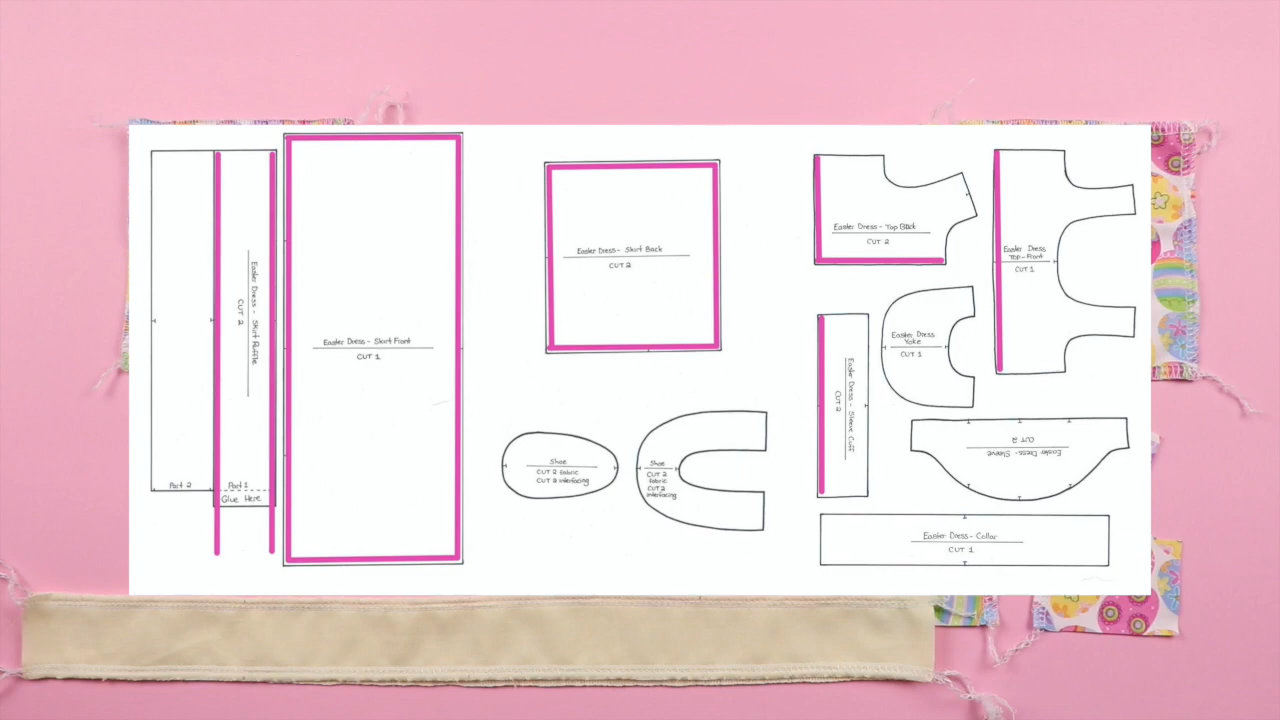 Easter Dress - Skirt Ruffle
CUT 2
Part 2
Part 1
Glue Here
Easter Dress - Skirt Front
CUT 1
Easter Dress - Skirt Back
CUT 2
Shoe
CUT 2 fabric
CUT 2 interfacing
Shoe
CUT 2
fabric
CUT 2
interfacing
Easter Dress - Top Back
CUT 2
Easter Dress
Top-Front
CUT 1
Easter Dress
Yoke
CUT 1
Easter Dress - Sleeve Cuff
CUT 2
Easter Dress - Sleeve
CUT 2
Easter Dress - Collar
CUT 1